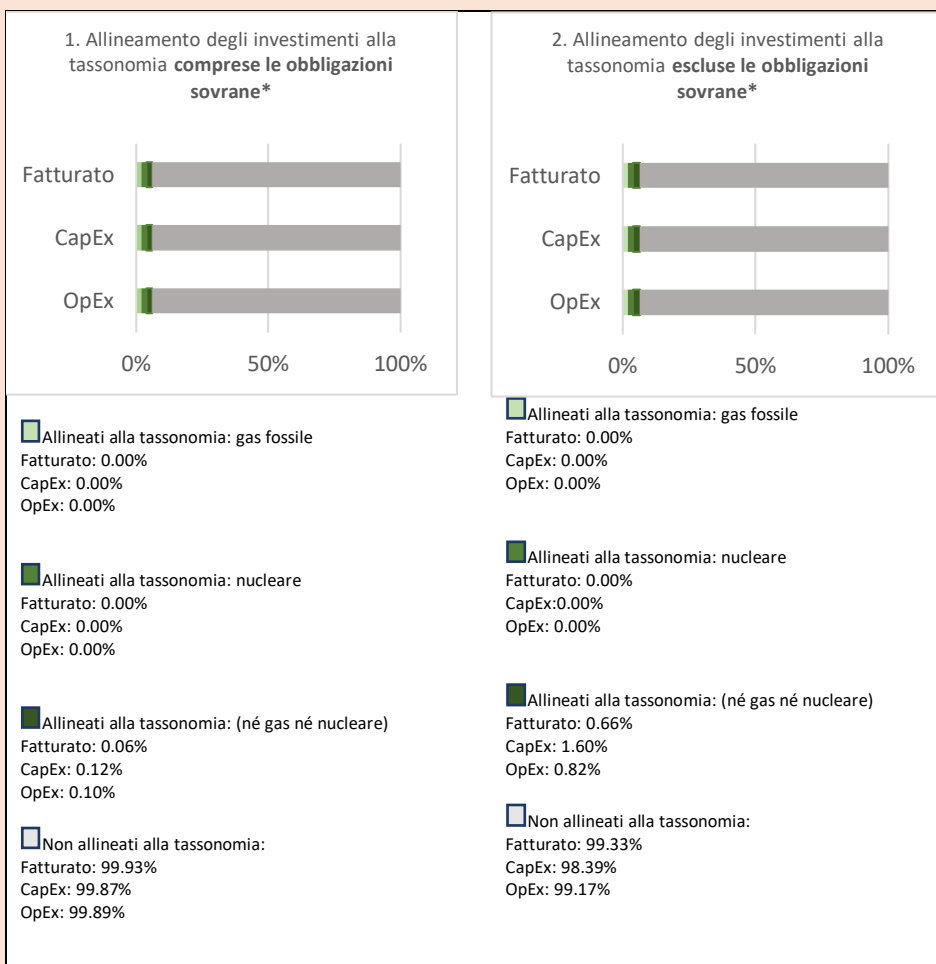 1. Allineamento degli investimenti alla
tassonomia comprese le obbligazioni
sovrane*
Fatturato
CapEx
OpEx
0%
50%
100%
Allineati alla tassonomia: gas fossile
Fatturato: 0.00%
CapEx: 0.00%
OpEx: 0.00%
Allineati alla tassonomia: nucleare
Fatturato: 0.00%
CapEx: 0.00%
OpEx: 0.00%
Allineati alla tassonomia: (né gas né nucleare)
Fatturato: 0.06%
CapEx: 0.12%
OpEx: 0.10%
Non allineati alla tassonomia:
Fatturato: 99.93%
CapEx: 99.87%
OpEx: 99.89%
2. Allineamento degli investimenti alla
tassonomia escluse le obbligazioni
sovrane*
Fatturato
CapEx
OpEx
0%
50%
100%
Allineati alla tassonomia: gas fossile
Fatturato: 0.00%
CapEx: 0.00%
OpEx: 0.00%
Allineati alla tassonomia: nucleare
Fatturato: 0.00%
CapEx:0.00%
OpEx: 0.00%
Allineati alla tassonomia: (né gas né nucleare)
Fatturato: 0.66%
CapEx: 1.60%
OpEx: 0.82%
Non allineati alla tassonomia:
Fatturato: 99.33%
CapEx: 98.39%
OpEx: 99.17%